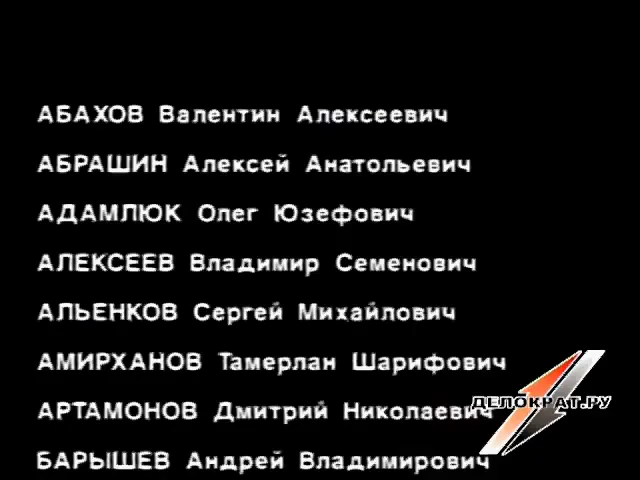 АБАХОВ Валентин Алексеевич
АБРАШИН Алексей Анатольевич
АДАМЛЮК Олег Юзефович
АЛЕКСЕЕВ Владимир Семенович
АЛЬЕНКОВ Сергей Михайлович
АМИРХАНОВ Тамерлан Шарифович
АРТАМОНОВ Дмитрий Николаевич
ДЕЛОКРАТ.РУ
БАРЫШЕВ Андрей Владимирович